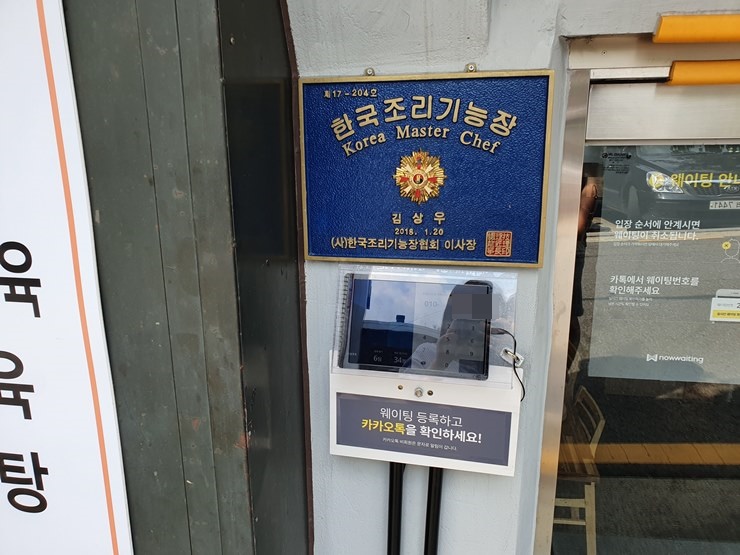 제17-204호
한국조리기능장
Korea Master Chef
김상우
2018. 1.20
(사)한국조리기능장협회 이사장
6팀
웨이팅 등록하고
카카오톡을 확인하세요!
육
육
탕
웨이팅 안내
입장 순서에 안계시면
웨이팅이 취소됩니다.
카톡에서 웨이팅번호를
확인해주세요
nowwaiting
7441